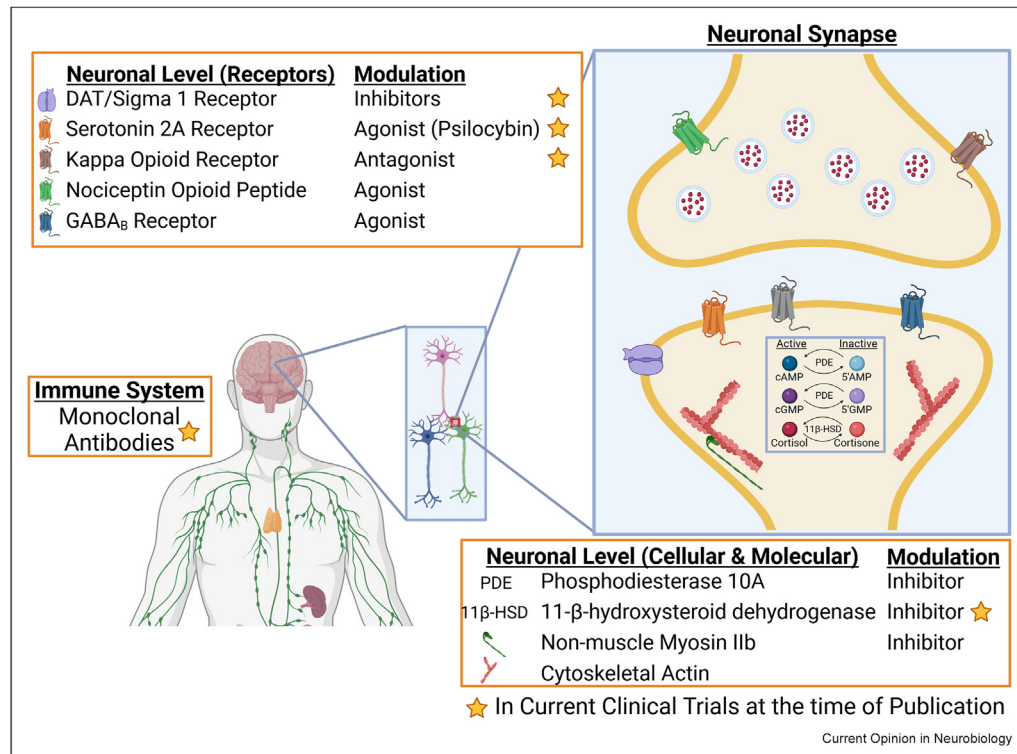 Neuronal Synapse
Neuronal Level (Receptors) Modulation
DAT/Sigma 1 Receptor Inhibitors
Serotonin 2A Receptor Agonist (Psilocybin)
Kappa Opioid Receptor Antagonist
Nociceptin Opioid Peptide Agonist
GABA_B Receptor Agonist
Immune System
Monoclonal
Antibodies
Active Inactive
cAMP PDE 5'AMP
cGMP PDE 5'GMP
Cortisol 11β-HSD Cortisone
Neuronal Level (Cellular & Molecular) Modulation
PDE Phosphodiesterase 10A Inhibitor
11β-HSD 11-β-hydroxysteroid dehydrogenase Inhibitor
Non-muscle Myosin IIb Inhibitor
Cytoskeletal Actin
In Current Clinical Trials at the time of Publication
Current Opinion in Neurobiology